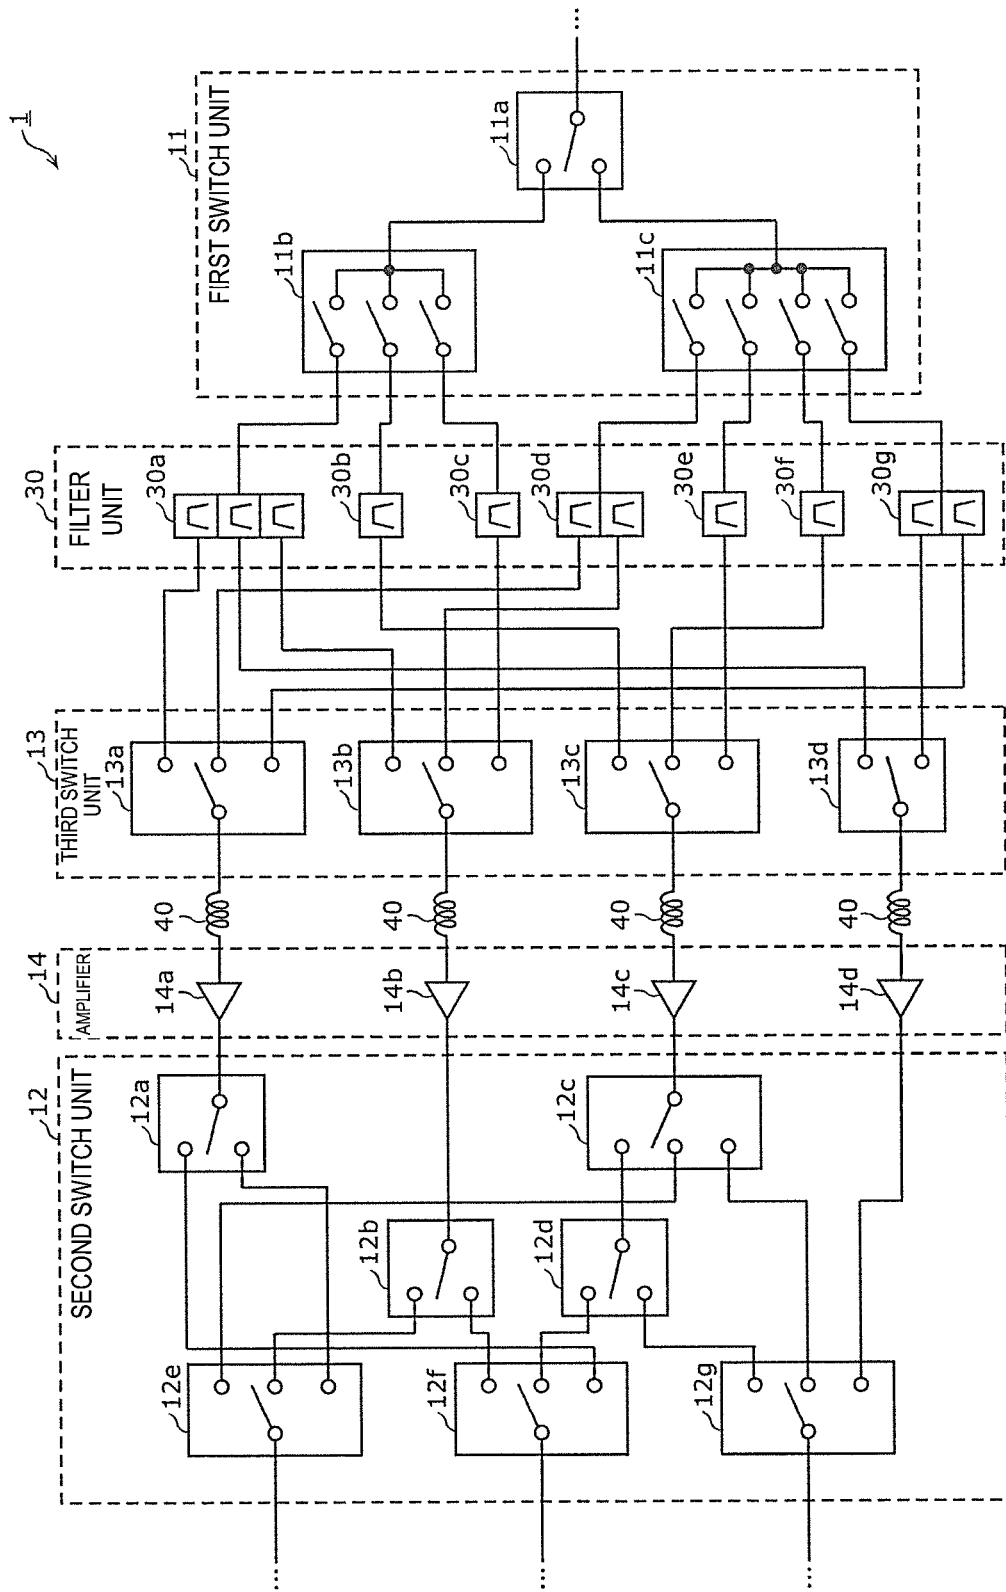 1
11
FIRST SWITCH UNIT
11a
11b
11c
30
FILTER
UNIT
30a
30b
30c
30d
30e
30f
30g
13
THIRD SWITCH
UNIT
13a
13b
13c
13d
40
40
40
40
14
AMPLIFIER
14a
14b
14c
14d
12
SECOND SWITCH UNIT
12a
12b
12c
12d
12e
12f
12g